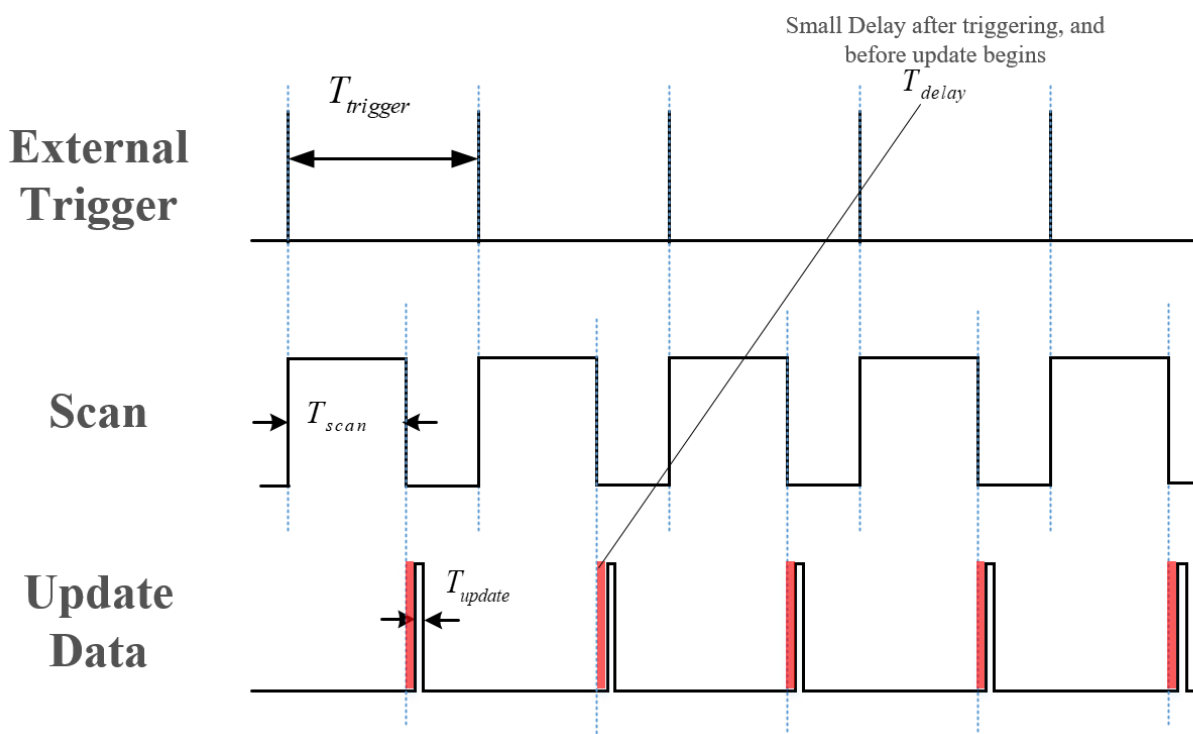 Small Delay after triggering, and
before update begins
T_delay
T_trigger
External
Trigger
Scan
T_scan
Update
Data
T_update